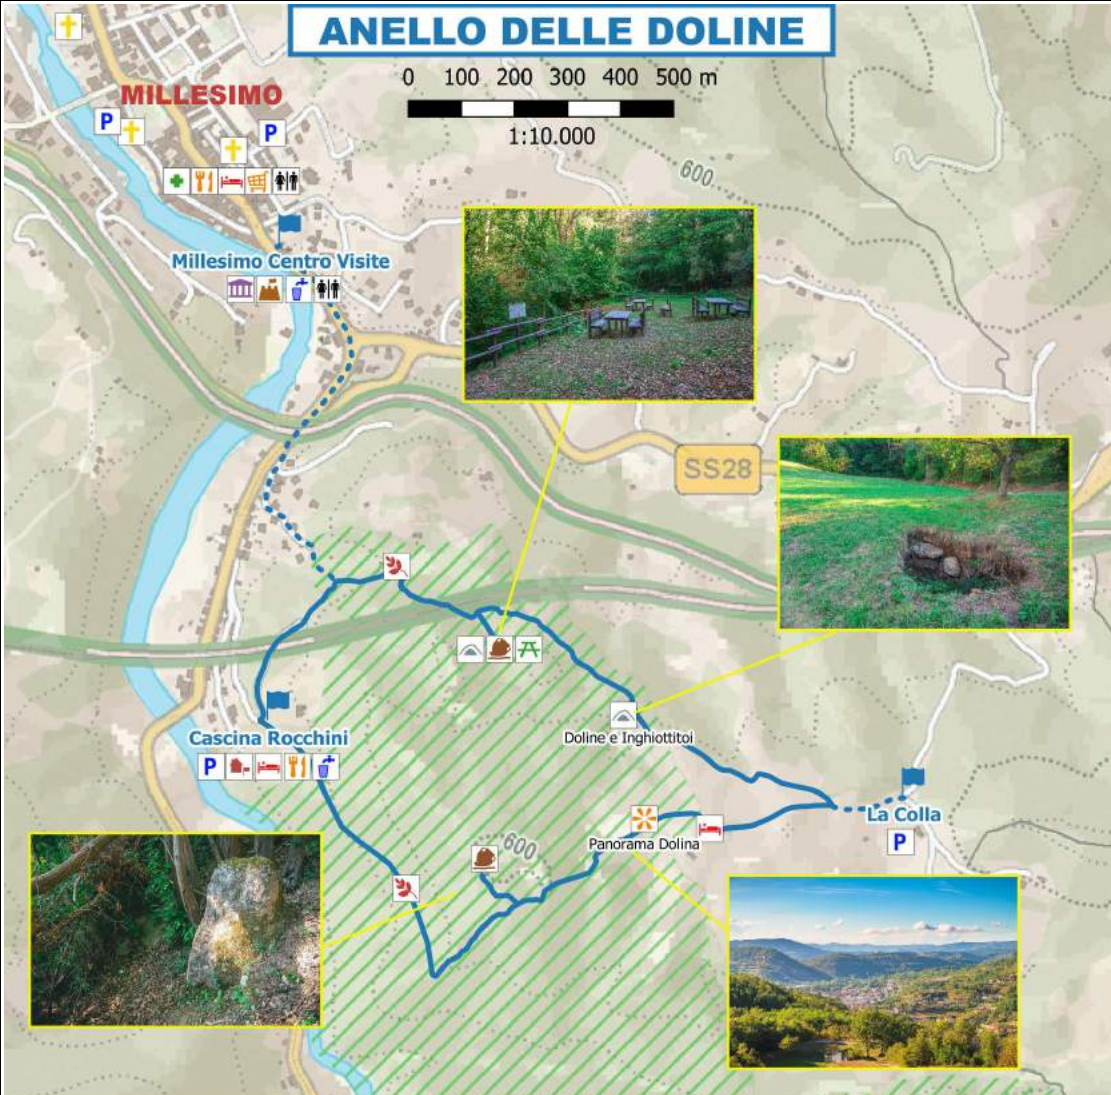 ANELLO DELLE DOLINE
0 100 200 300 400 500 m
1:10.000
MILLESIMO
P
P
600
Millesimo Centro Visite
SS28
Cascina Rocchini
P
Doline e Inghiottitoi
La Colla
P
Panorama Dolina
600